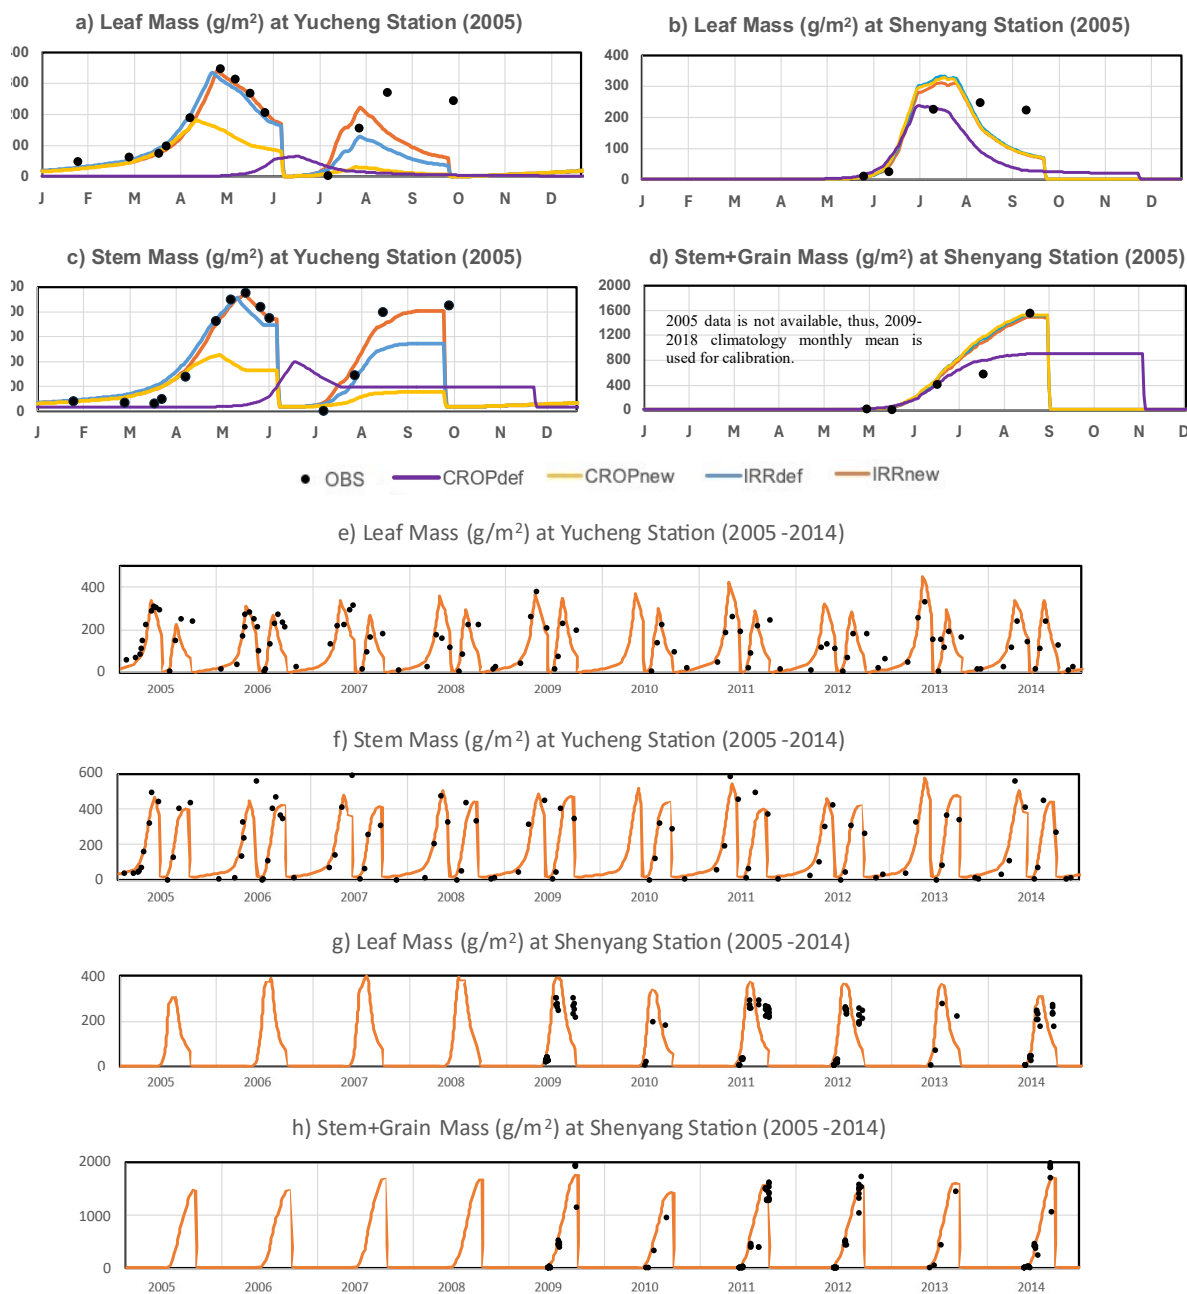 a) Leaf Mass (g/m²) at Yucheng Station (2005)
b) Leaf Mass (g/m²) at Shenyang Station (2005)
400
300
200
100
0
J F M A M J J A S O N D
J F M A M J J A S O N D
c) Stem Mass (g/m²) at Yucheng Station (2005)
d) Stem+Grain Mass (g/m²) at Shenyang Station (2005)
0
2000
1600
1200
800
400
0
2005 data is not available, thus, 2009-
2018 climatology monthly mean is
used for calibration.
J F M A M J J A S O N D
J F M A M J J A S O N D
OBS CROPdef CROPnew IRRdef IRRnew
e) Leaf Mass (g/m²) at Yucheng Station (2005 -2014)
400
200
0
2005 2006 2007 2008 2009 2010 2011 2012 2013 2014
f) Stem Mass (g/m²) at Yucheng Station (2005 -2014)
600
400
200
0
2005 2006 2007 2008 2009 2010 2011 2012 2013 2014
g) Leaf Mass (g/m²) at Shenyang Station (2005 -2014)
400
200
0
2005 2006 2007 2008 2009 2010 2011 2012 2013 2014
h) Stem+Grain Mass (g/m²) at Shenyang Station (2005 -2014)
2000
1000
0
2005 2006 2007 2008 2009 2010 2011 2012 2013 2014